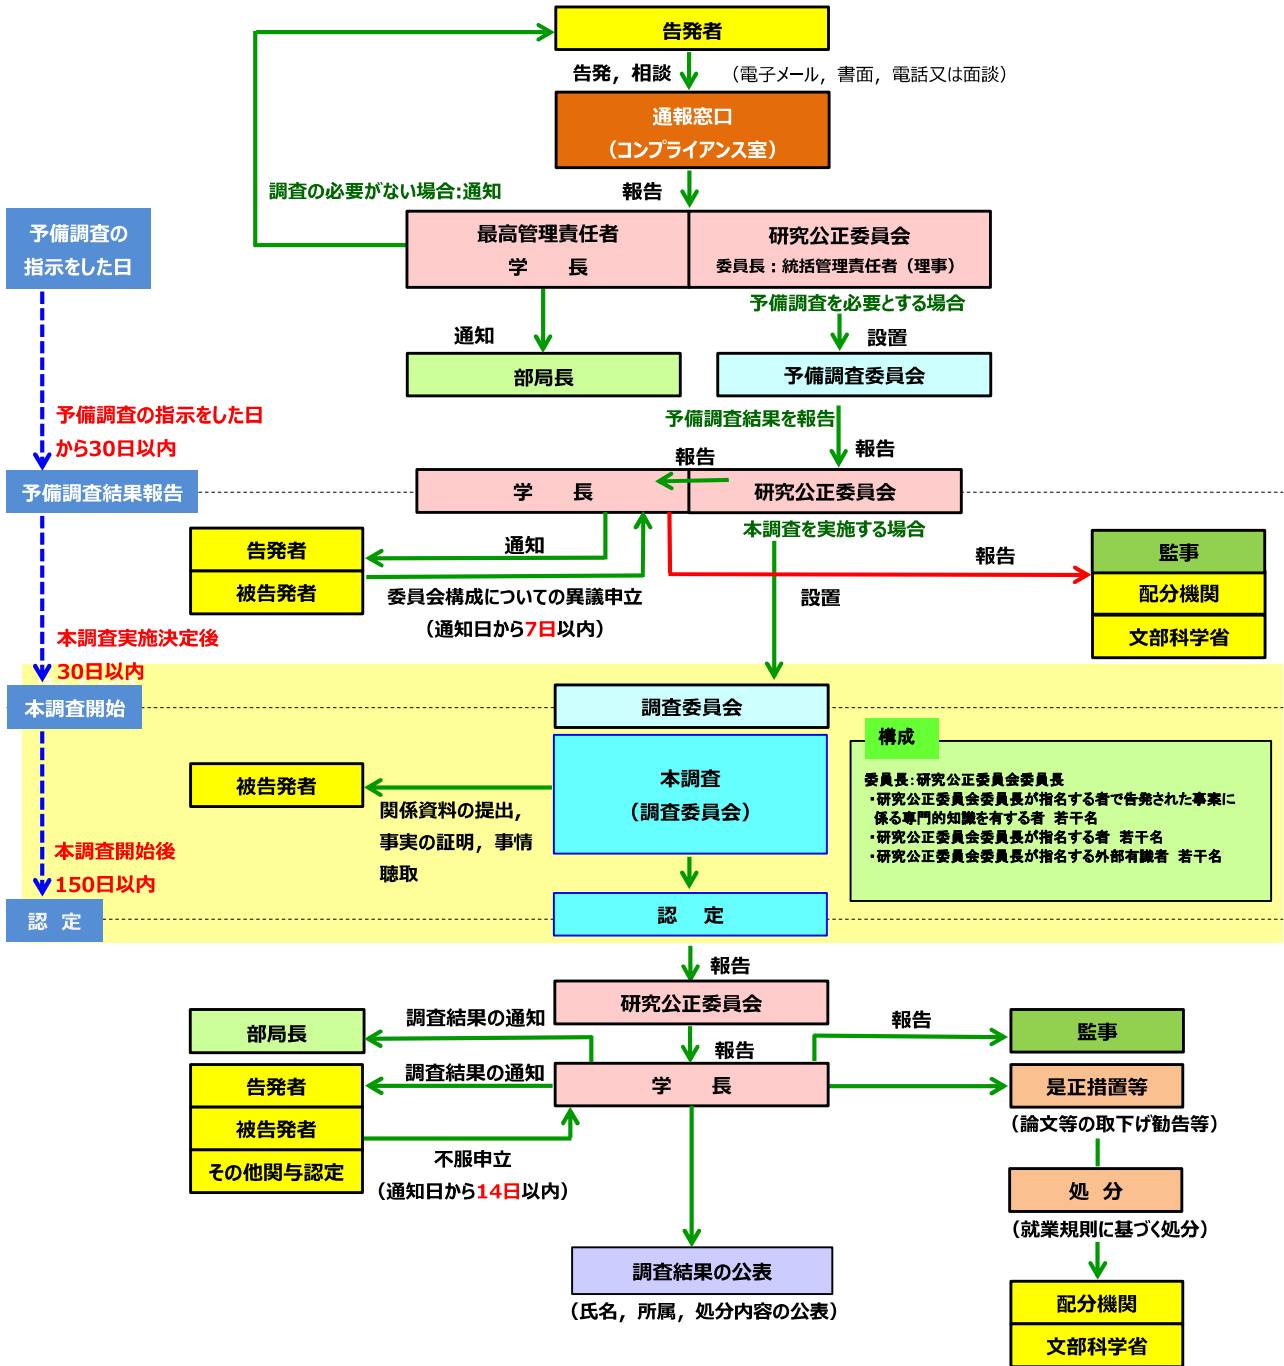 告発者
告発，相談
（電子メール，書面，電話又は面談）
通報窓口
（コンプライアンス室）
調査の必要がない場合:通知
報告
予備調査の
指示をした日
最高管理責任者
学　　長
研究公正委員会
委員長：統括管理責任者（理事）
予備調査を必要とする場合
通知
設置
部局長
予備調査委員会
予備調査の指示をした日
から30日以内
予備調査結果を報告
報告
報告
予備調査結果報告
学　　長
研究公正委員会
本調査を実施する場合
告発者
被告発者
通知
委員会構成についての異議申立
（通知日から7日以内）
設置
報告
監事
配分機関
文部科学省
本調査実施決定後
30日以内
本調査開始
調査委員会
構成
委員長：研究公正委員会委員長
・研究公正委員会委員長が指名する者で告発された事案に
係る専門的知識を有する者　若干名
・研究公正委員会委員長が指名する者　若干名
・研究公正委員会委員長が指名する外部有識者　若干名
被告発者
本調査
（調査委員会）
関係資料の提出，
事実の証明，事情
聴取
本調査開始後
150日以内
認　定
認　定
報告
研究公正委員会
部局長
調査結果の通知
報告
報告
監事
告発者
被告発者
その他関与認定
調査結果の通知
学　　長
是正措置等
（論文等の取下げ勧告等）
不服申立
（通知日から14日以内）
処　分
（就業規則に基づく処分）
調査結果の公表
（氏名，所属，処分内容の公表）
配分機関
文部科学省